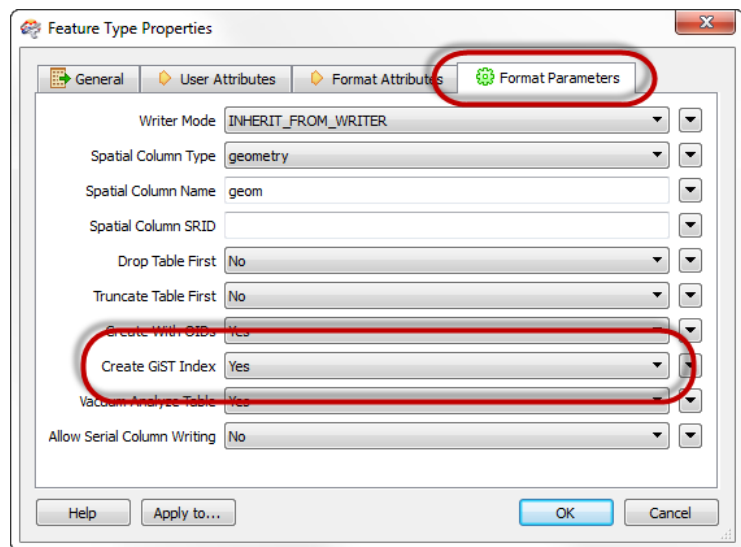 Feature Type Properties
General User Attributes Format Attributes Format Parameters
Writer Mode INHERIT_FROM_WRITER
Spatial Column Type geometry
Spatial Column Name geom
Spatial Column SRID
Drop Table First No
Truncate Table First No
Create With OIDs Yes
Create GiST Index Yes
Vacuum Analyze Table Yes
Allow Serial Column Writing No
Help Apply to... OK Cancel